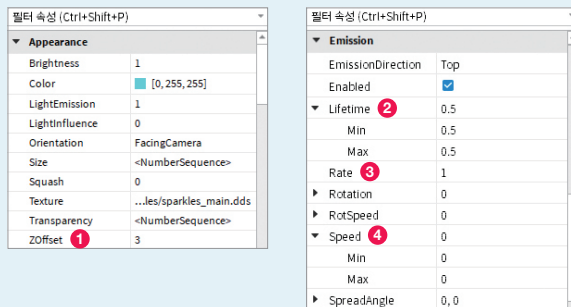 필터 속성 (Ctrl+Shift+P)
Appearance
Brightness 1
Color [0, 255, 255]
LightEmission 1
LightInfluence 0
Orientation FacingCamera
Size <NumberSequence>
Squash 0
Texture ...les/sparkles_main.dds
Transparency <NumberSequence>
ZOffset 1 3
필터 속성 (Ctrl+Shift+P)
Emission
EmissionDirection Top
Enabled
Lifetime 2 0.5
Min 0.5
Max 0.5
Rate 3 1
Rotation 0
RotSpeed 0
Speed 4 0
Min 0
Max 0
SpreadAngle 0, 0